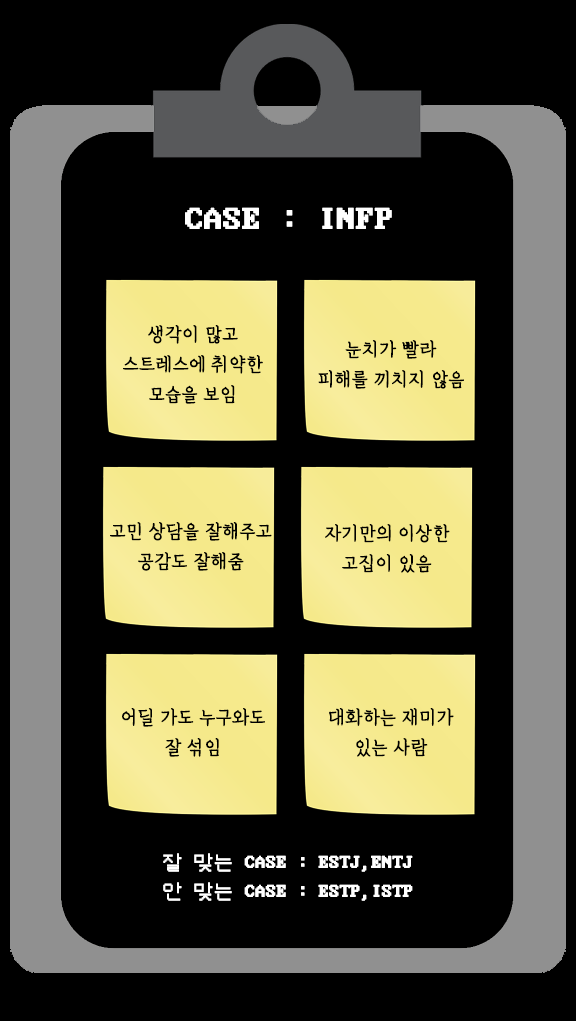 CASE : INFP
생각이 많고
스트레스에 취약한
모습을 보임
눈치가 빨라
피해를 끼치지 않음
고민 상담을 잘해주고
공감도 잘해줌
자기만의 이상한
고집이 있음
어딜 가도 누구와도
잘 섞임
대화하는 재미가
있는 사람
잘 맞는 CASE : ESTJ,ENTJ
안 맞는 CASE : ESTP,ISTP